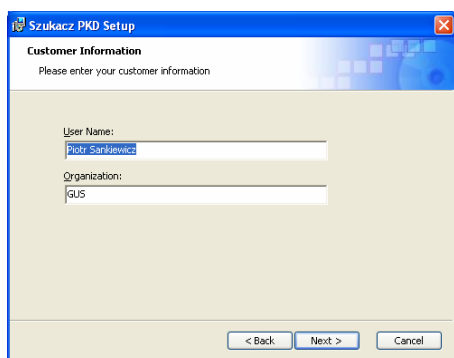 Szukacz PKD Setup
Customer Information
Please enter your customer information
User Name:
Piotr Sankiewicz
Organization:
GUS
< Back Next > Cancel